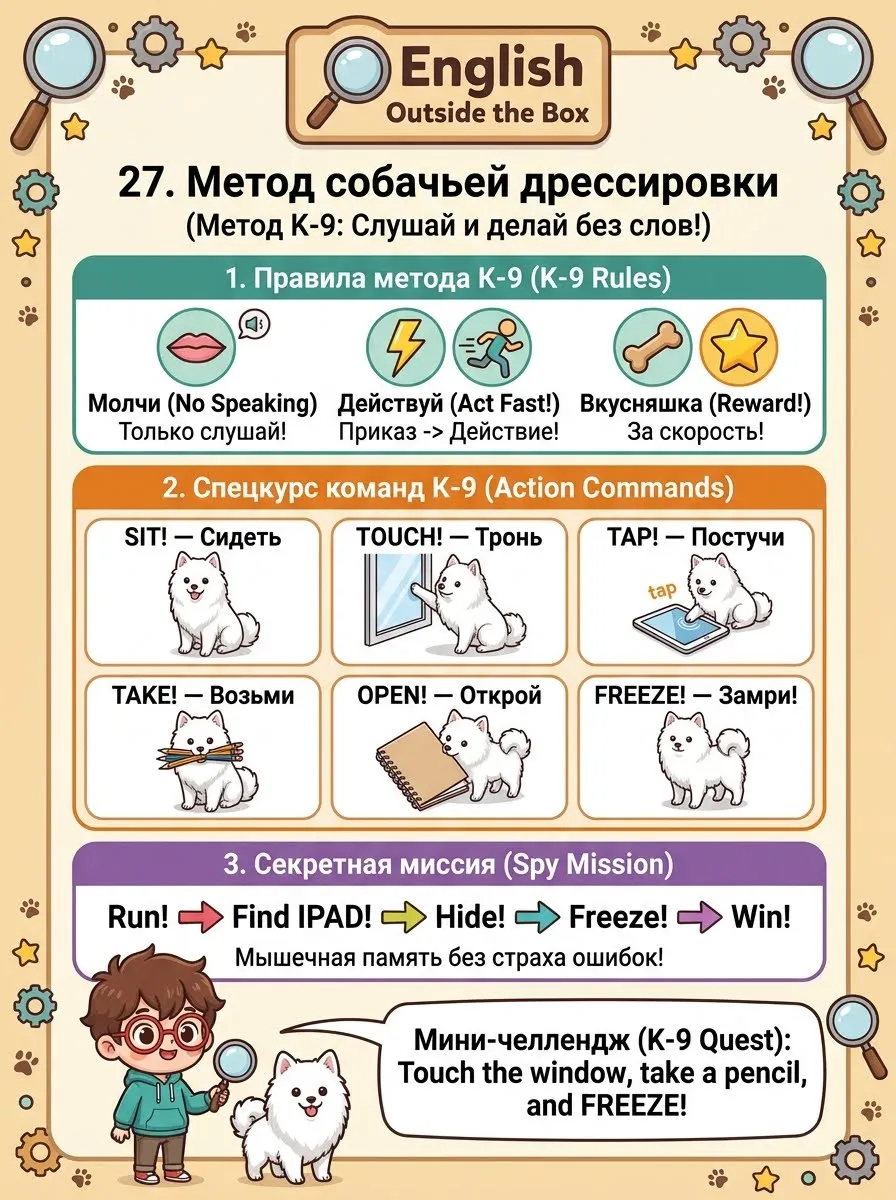 English
Outside the Box
27. Метод собачьей дрессировки
(Метод K-9: Слушай и делай без слов!)
1. Правила метода К-9 (K-9 Rules)
Молчи (No Speaking)
Только слушай!
Действуй (Act Fast!)
Приказ -> Действие!
Вкусняшка (Reward!)
За скорость!
2. Спецкурс команд К-9 (Action Commands)
SIT! — Сидеть
TOUCH! — Тронь
TAP! — Постучи
tap
TAKE! — Возьми
OPEN! — Открой
FREEZE! — Замри!
3. Секретная миссия (Spy Mission)
Run! → Find IPAD! → Hide! → Freeze! → Win!
Мышечная память без страха ошибок!
Мини-челлендж (K-9 Quest):
Touch the window, take a pencil,
and FREEZE!